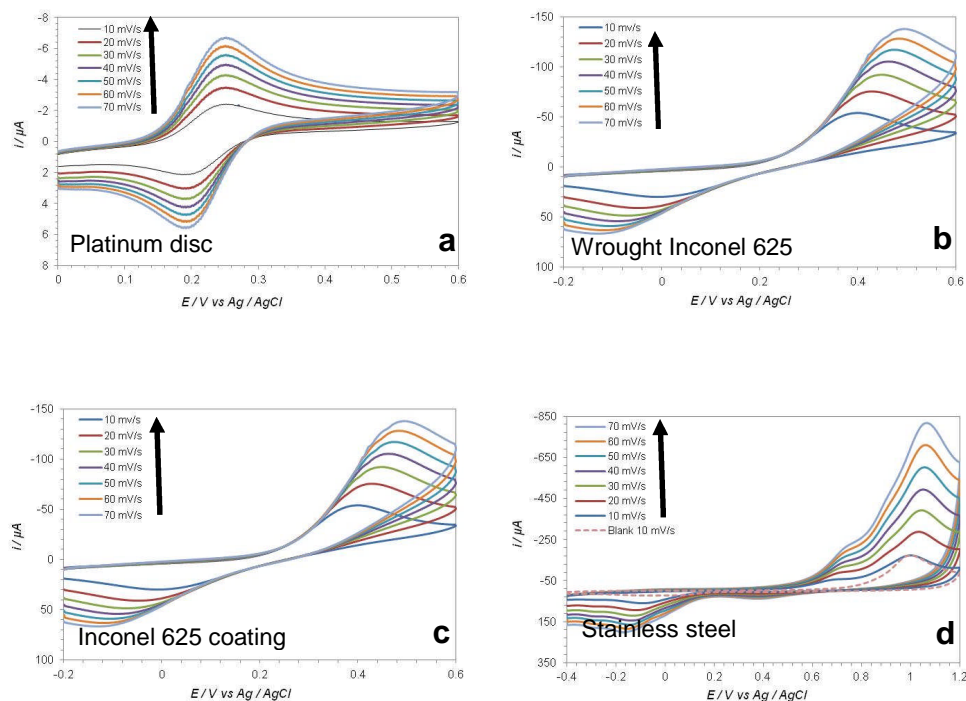 -8
-6
-4
-2
0
2
4
6
8
i / µA
10 mV/s
20 mV/s
30 mV/s
40 mV/s
50 mV/s
60 mV/s
70 mV/s
Platinum disc
a
0 0.1 0.2 0.3 0.4 0.5 0.6
E / V vs Ag / AgCl
-150
-100
-50
0
50
100
i / µA
10 mV/s
20 mV/s
30 mV/s
40 mV/s
50 mV/s
60 mV/s
70 mV/s
Wrought Inconel 625
b
-0.2 0 0.2 0.4 0.6
E / V vs Ag / AgCl
-150
-100
-50
0
50
100
i / µA
10 mv/s
20 mV/s
30 mV/s
40 mV/s
50 mV/s
60 mV/s
70 mV/s
Inconel 625 coating
c
-0.2 0 0.2 0.4 0.6
E / V vs Ag / AgCl
-850
-650
-450
-250
-50
150
350
i / µA
70 mV/s
60 mV/s
50 mV/s
40 mV/s
30 mV/s
20 mV/s
10 mV/s
Blank 10 mV/s
Stainless steel
d
-0.4 -0.2 0 0.2 0.4 0.6 0.8 1 1.2
E / V vs Ag / AgCl